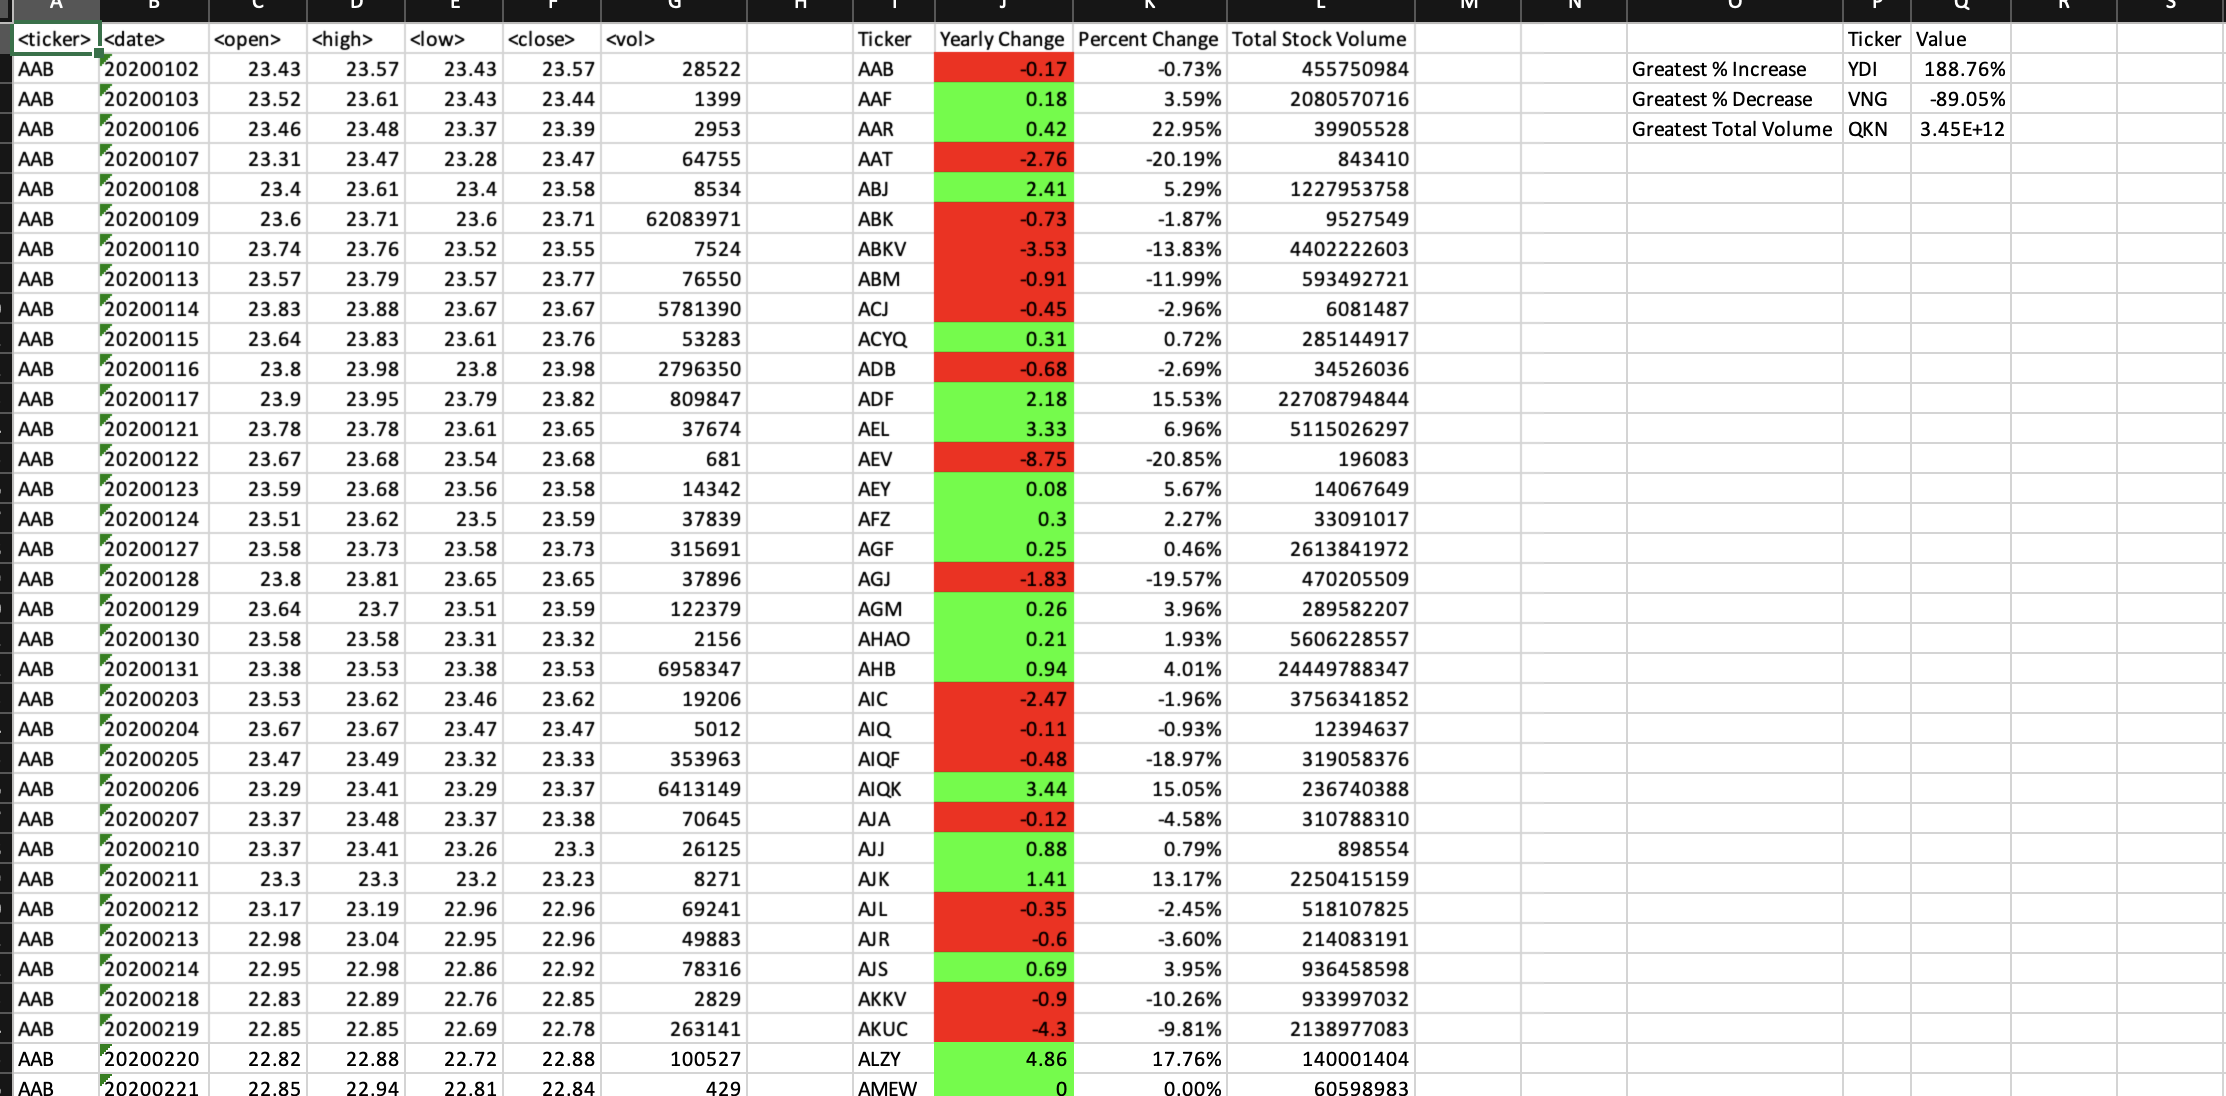 A B C D E F G H I J K L M N O P Q R S
<ticker> <date> <open> <high> <low> <close> <vol> Ticker Yearly Change Percent Change Total Stock Volume Ticker Value
AAB 20200102 23.43 23.57 23.43 23.57 28522 AAB -0.17 -0.73% 455750984 Greatest % Increase YDI 188.76%
AAB 20200103 23.52 23.61 23.43 23.44 1399 AAF 0.18 3.59% 2080570716 Greatest % Decrease VNG -89.05%
AAB 20200106 23.46 23.48 23.37 23.39 2953 AAR 0.42 22.95% 39905528 Greatest Total Volume QKN 3.45E+12
AAB 20200107 23.31 23.47 23.28 23.47 64755 AAT -2.76 -20.19% 843410
AAB 20200108 23.4 23.61 23.4 23.58 8534 ABJ 2.41 5.29% 1227953758
AAB 20200109 23.6 23.71 23.6 23.71 62083971 ABK -0.73 -1.87% 9527549
AAB 20200110 23.74 23.76 23.52 23.55 7524 ABKV -3.53 -13.83% 4402222603
AAB 20200113 23.57 23.79 23.57 23.77 76550 ABM -0.91 -11.99% 593492721
AAB 20200114 23.83 23.88 23.67 23.67 5781390 ACJ -0.45 -2.96% 6081487
AAB 20200115 23.64 23.83 23.61 23.76 53283 ACYQ 0.31 0.72% 285144917
AAB 20200116 23.8 23.98 23.8 23.98 2796350 ADB -0.68 -2.69% 34526036
AAB 20200117 23.9 23.95 23.79 23.82 809847 ADF 2.18 15.53% 22708794844
AAB 20200121 23.78 23.78 23.61 23.65 37674 AEL 3.33 6.96% 5115026297
AAB 20200122 23.67 23.68 23.54 23.68 681 AEV -8.75 -20.85% 196083
AAB 20200123 23.59 23.68 23.56 23.58 14342 AEY 0.08 5.67% 14067649
AAB 20200124 23.51 23.62 23.5 23.59 37839 AFZ 0.3 2.27% 33091017
AAB 20200127 23.58 23.73 23.58 23.73 315691 AGF 0.25 0.46% 2613841972
AAB 20200128 23.8 23.81 23.65 23.65 37896 AGJ -1.83 -19.57% 470205509
AAB 20200129 23.64 23.7 23.51 23.59 122379 AGM 0.26 3.96% 289582207
AAB 20200130 23.58 23.58 23.31 23.32 2156 AHAO 0.21 1.93% 5606228557
AAB 20200131 23.38 23.53 23.38 23.53 6958347 AHB 0.94 4.01% 24449788347
AAB 20200203 23.53 23.62 23.46 23.62 19206 AIC -2.47 -1.96% 3756341852
AAB 20200204 23.67 23.67 23.47 23.47 5012 AIQ -0.11 -0.93% 12394637
AAB 20200205 23.47 23.49 23.32 23.33 353963 AIQF -0.48 -18.97% 319058376
AAB 20200206 23.29 23.41 23.29 23.37 6413149 AIQK 3.44 15.05% 236740388
AAB 20200207 23.37 23.48 23.37 23.38 70645 AJA -0.12 -4.58% 310788310
AAB 20200210 23.37 23.41 23.26 23.3 26125 AJJ 0.88 0.79% 898554
AAB 20200211 23.3 23.3 23.2 23.23 8271 AJK 1.41 13.17% 2250415159
AAB 20200212 23.17 23.19 22.96 22.96 69241 AJL -0.35 -2.45% 518107825
AAB 20200213 22.98 23.04 22.95 22.96 49883 AJR -0.6 -3.60% 214083191
AAB 20200214 22.95 22.98 22.86 22.92 78316 AJS 0.69 3.95% 936458598
AAB 20200218 22.83 22.89 22.76 22.85 2829 AKKV -0.9 -10.26% 933997032
AAB 20200219 22.85 22.85 22.69 22.78 263141 AKUC -4.3 -9.81% 2138977083
AAB 20200220 22.82 22.88 22.72 22.88 100527 ALZY 4.86 17.76% 140001404
AAB 20200221 22.85 22.94 22.81 22.84 429 AMEW 0 0.00% 60598983